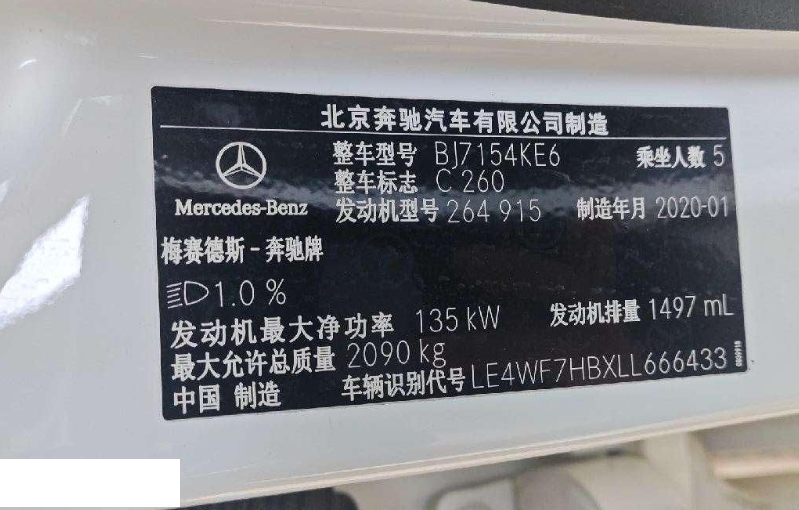 北京奔驰汽车有限公司制造
整车型号 BJ7154KE6 乘坐人数 5
整车标志 C 260
Mercedes-Benz 发动机型号 264 915 制造年月 2020-01
梅赛德斯-奔驰牌
1.0 %
发动机最大净功率 135 kW 发动机排量 1497 mL
最大允许总质量 2090 kg
中国 制造 车辆识别代号 LE4WF7HBXLL666433